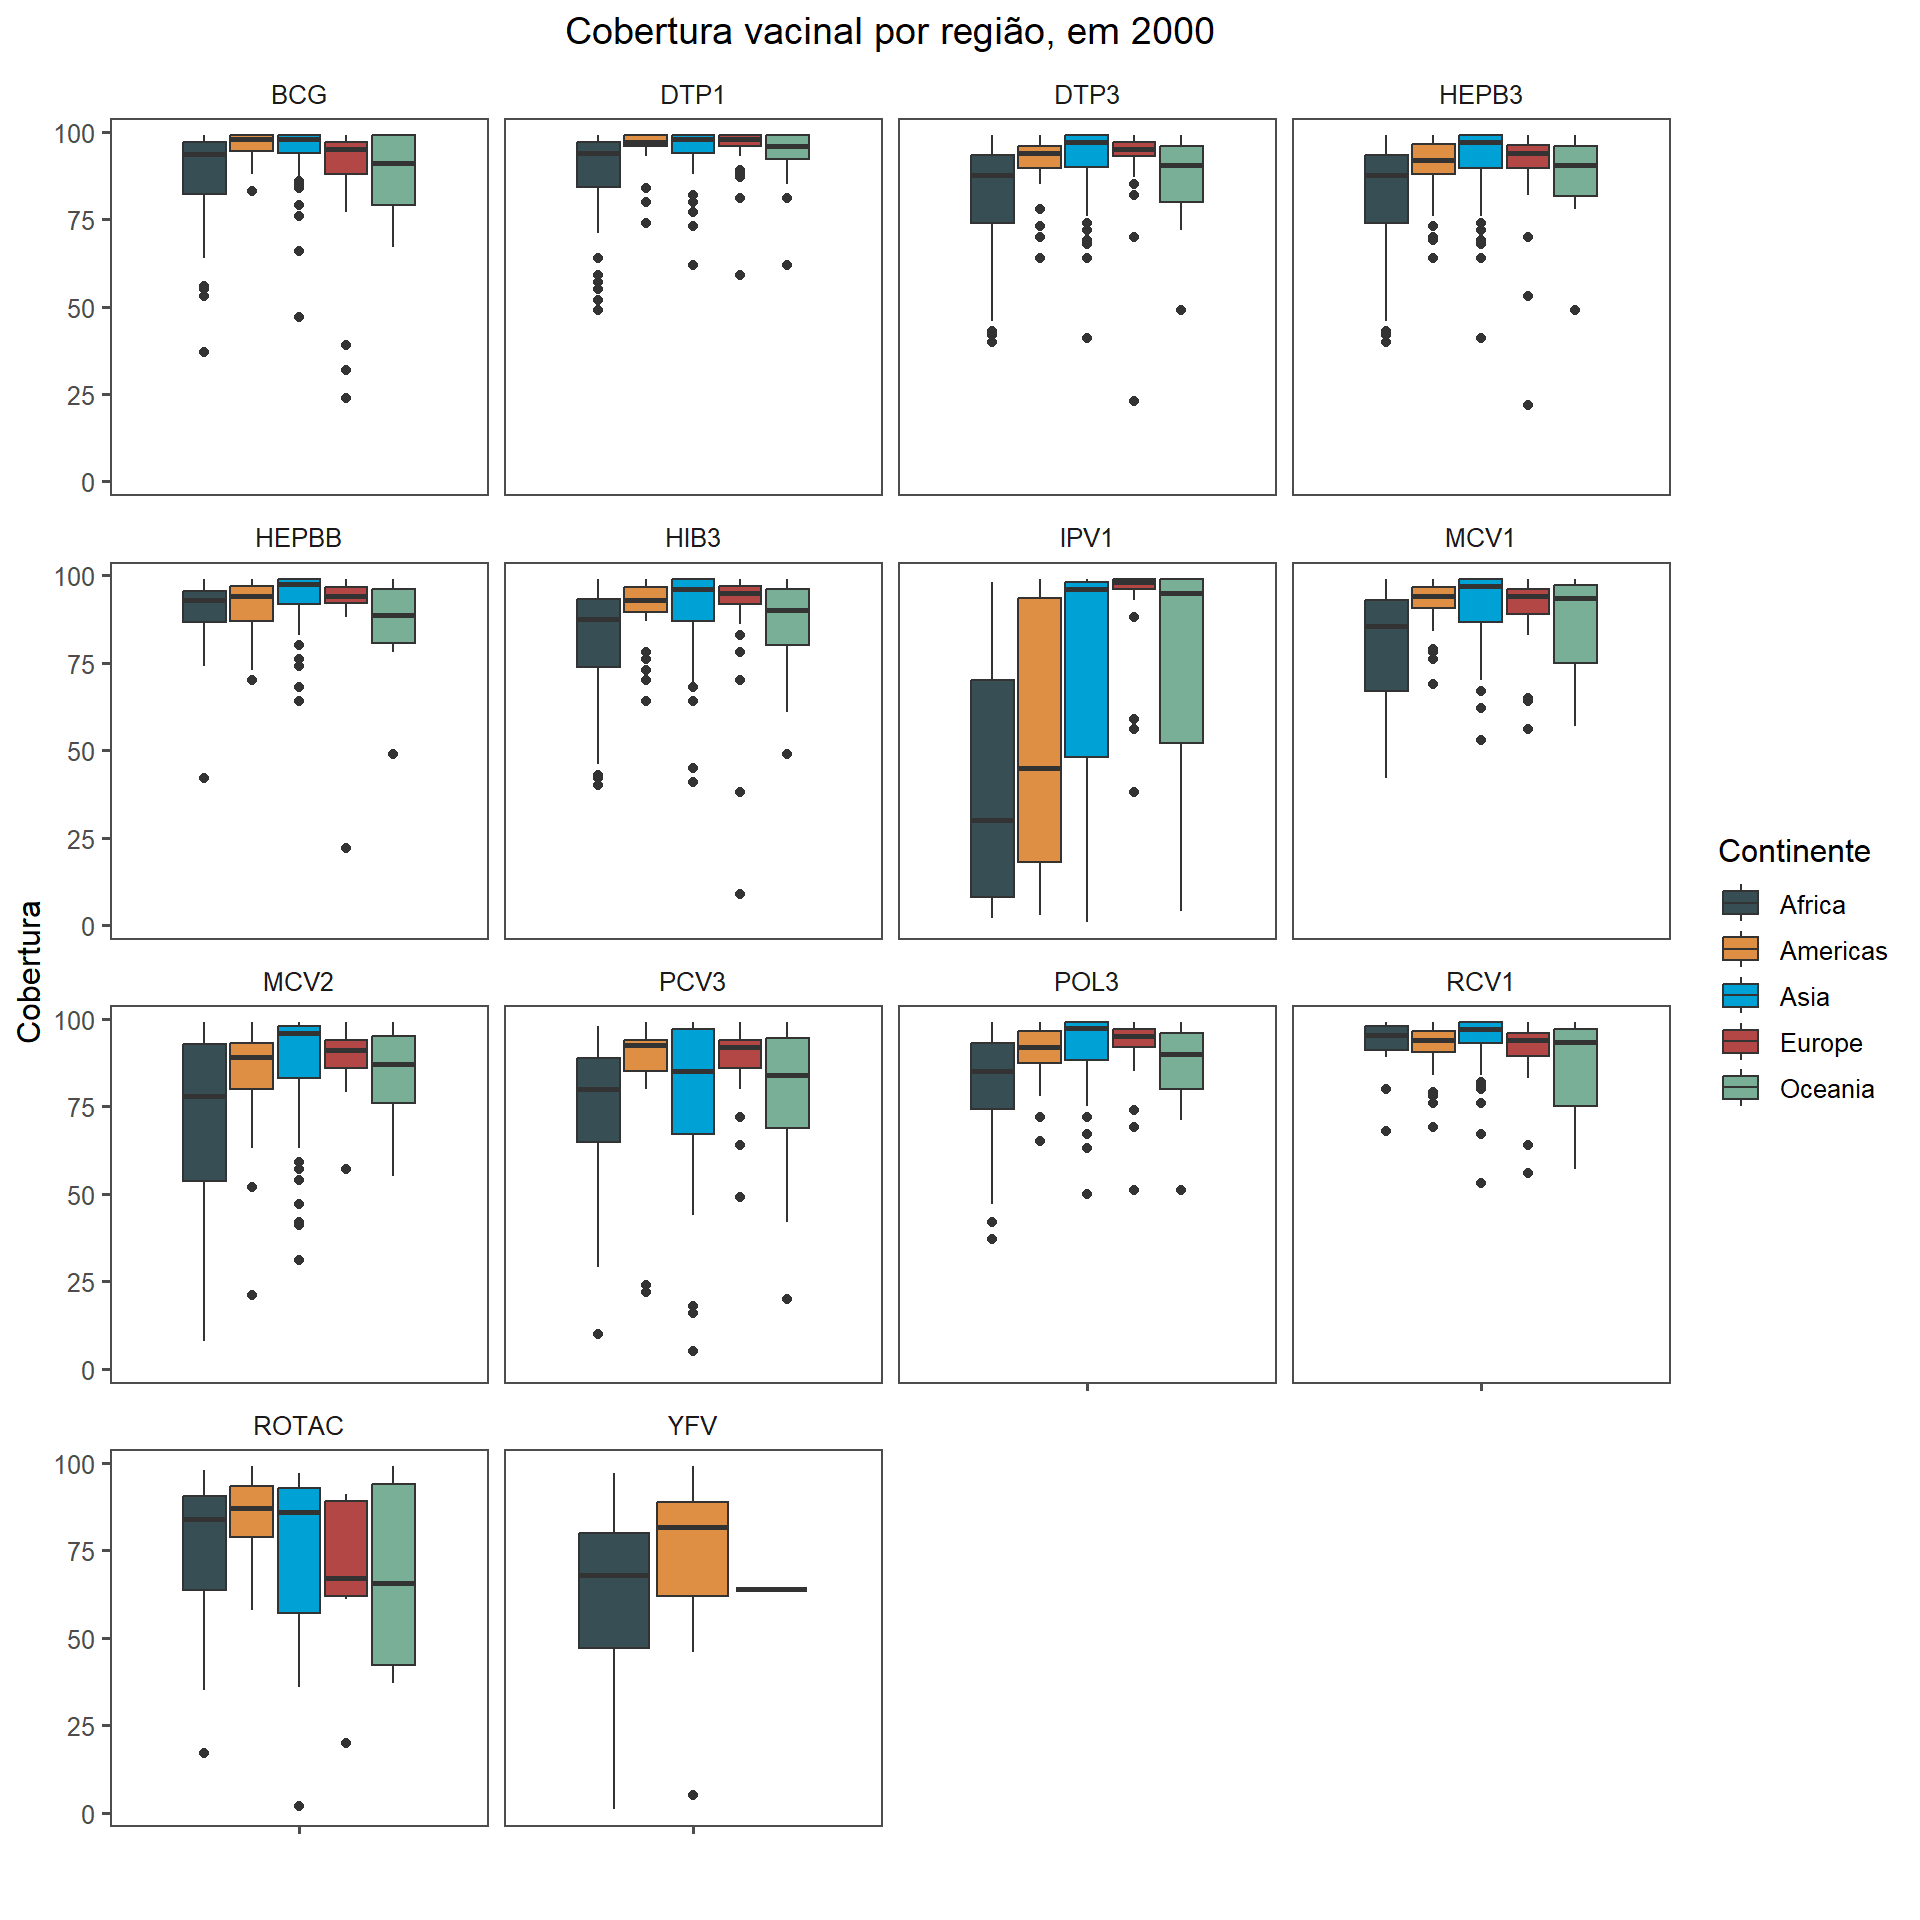 Cobertura vacinal por região, em 2000
BCG
DTP1
DTP3
HEPB3
100
75
50
25
0
HEPBB
HIB3
IPV1
MCV1
100
75
50
25
0
MCV2
PCV3
POL3
RCV1
100
75
50
25
0
ROTAC
YFV
100
75
50
25
0
Cobertura
Continente
Africa
Americas
Asia
Europe
Oceania